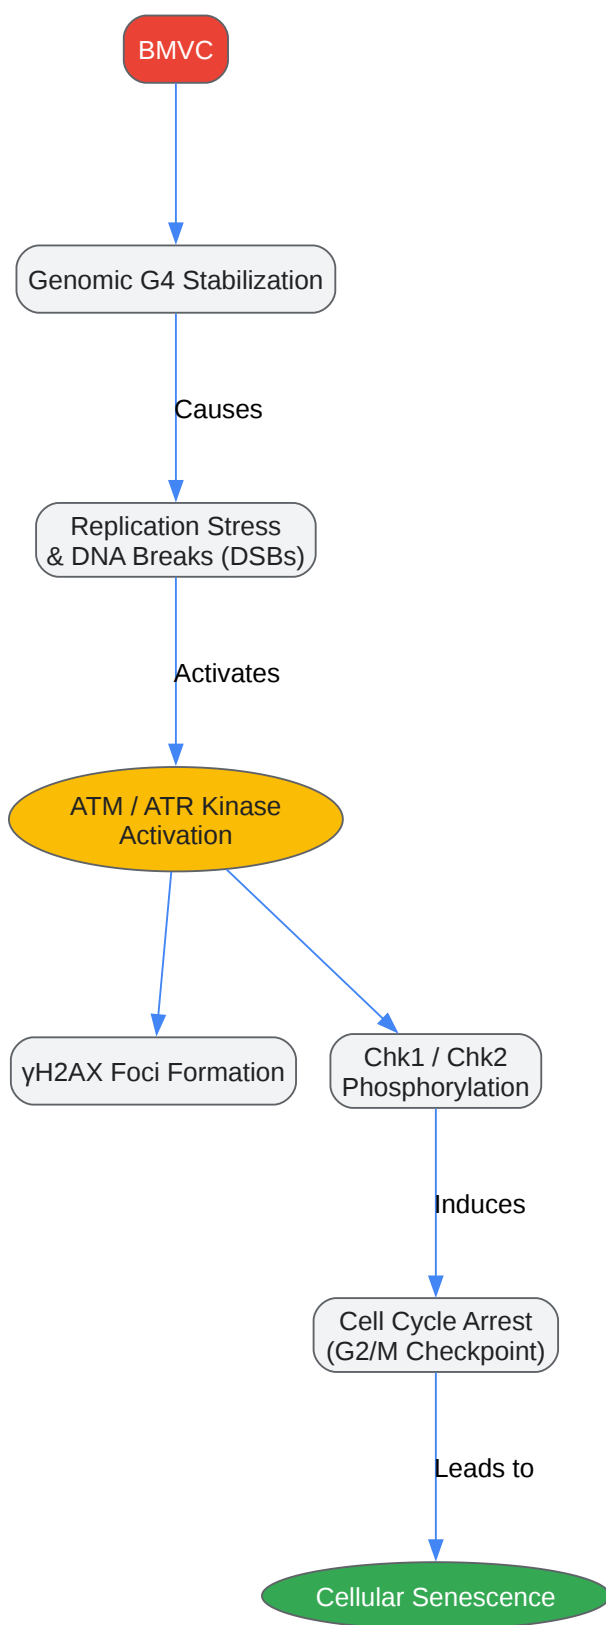 BMVC
Genomic G4 Stabilization
Causes
Replication Stress
& DNA Breaks (DSBs)
Activates
ATM / ATR Kinase
Activation
γH2AX Foci Formation
Chk1 / Chk2
Phosphorylation
Induces
Cell Cycle Arrest
(G2/M Checkpoint)
Leads to
Cellular Senescence